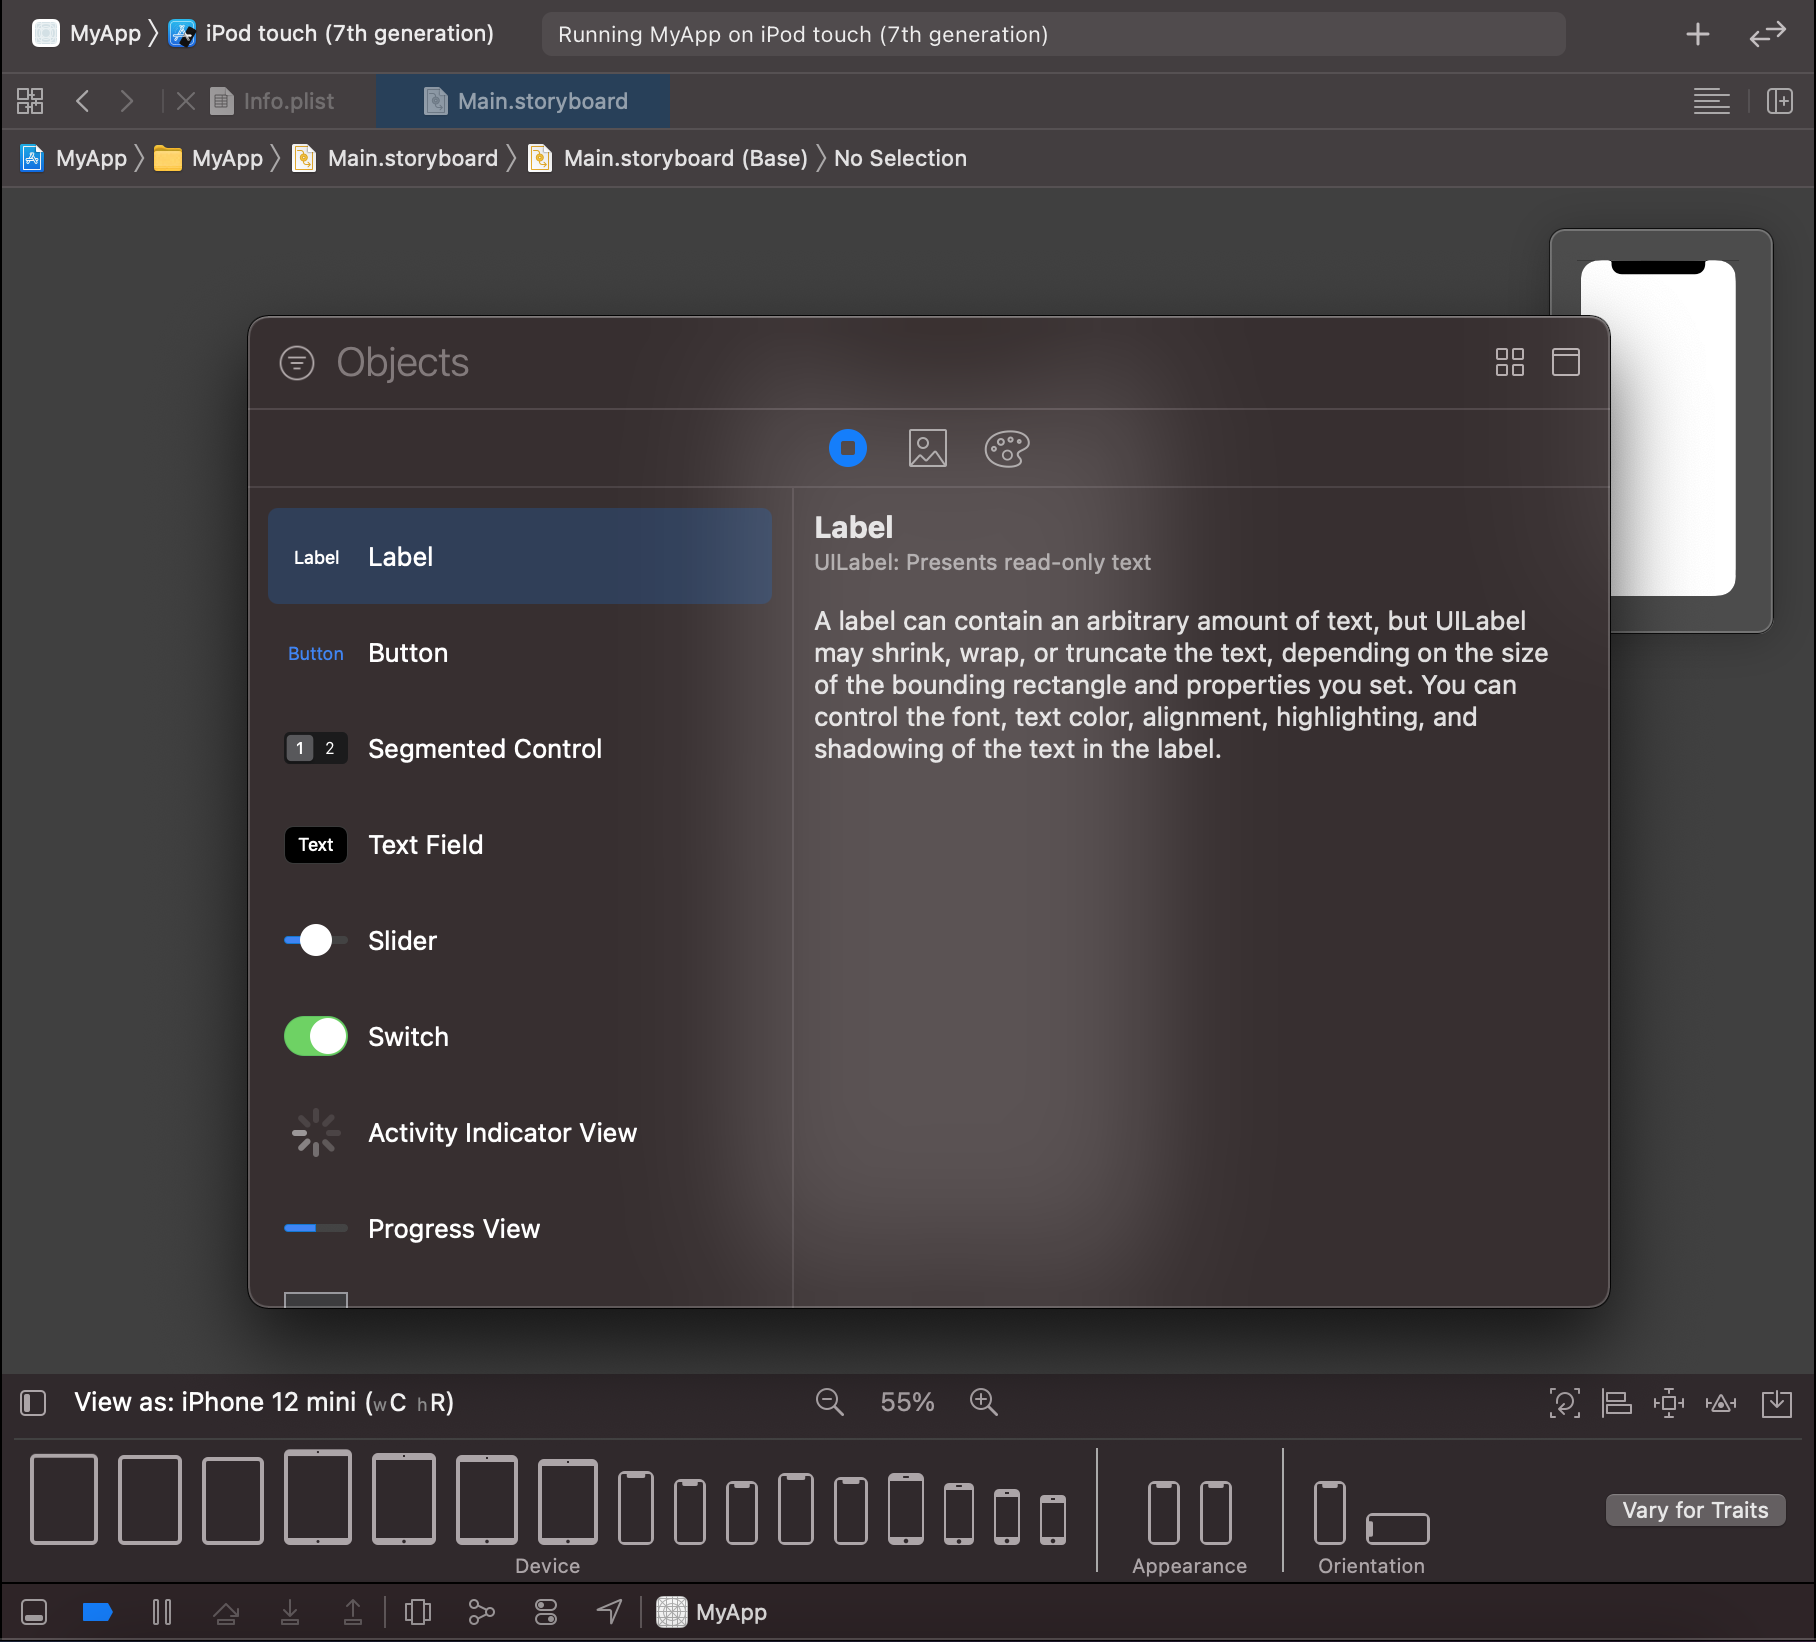 MyApp
iPod touch (7th generation)
Running MyApp on iPod touch (7th generation)
Info.plist
Main.storyboard
MyApp
MyApp
Main.storyboard
Main.storyboard (Base)
No Selection
Objects
Label
Label
Button
Button
1 2
Segmented Control
Text
Text Field
Slider
Switch
Activity Indicator View
Progress View
Label
UILabel: Presents read-only text
A label can contain an arbitrary amount of text, but UILabel
may shrink, wrap, or truncate the text, depending on the size
of the bounding rectangle and properties you set. You can
control the font, text color, alignment, highlighting, and
shadowing of the text in the label.
View as: iPhone 12 mini (wC hR)
55%
Device
Appearance
Orientation
Vary for Traits
MyApp